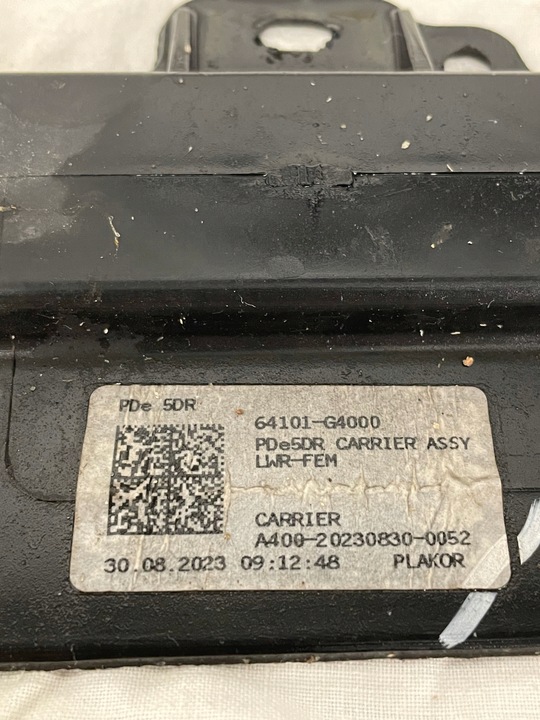 PDe 5DR
64101-G4000
PDe5DR CARRIER ASSY
LWR-FEM
CARRIER
A400-20230830-0052
30.08.2023 09:12:48 PLAKOR